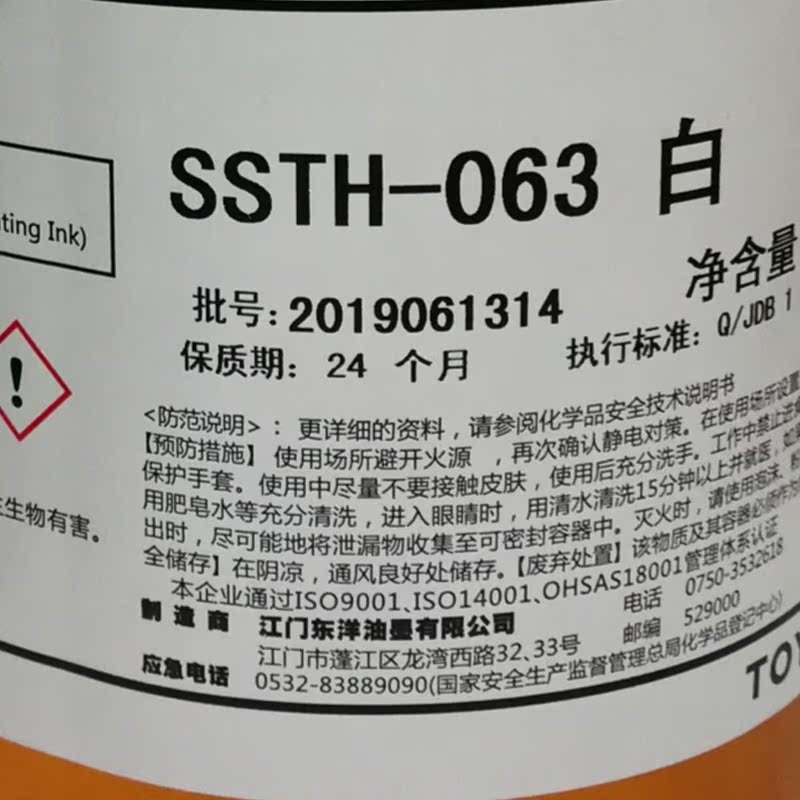 SSTH-063 白
ting Ink)
净含量
批号:2019061314
执行标准: Q/JDB 1
保质期: 24 个月
<防范说明>: 更详细的资料,请参阅化学品安全技术说明书
【预防措施】使用场所避开火源 ,再次确认静电对策。在使用场所设置
保护手套。使用中尽量不要接触皮肤,使用后充分洗手。工作中禁止进
用肥皂水等充分清洗,进入眼睛时,用清水清洗15分钟以上并就医,如
出时,尽可能地将泄漏物收集至可密封容器中。灭火时,请使用泡沫、粉
全储存】在阴凉,通风良好处储存。【废弃处置】该物质及其容器必须作为
生物有害。
本企业通过ISO9001、ISO14001、OHSAS18001管理体系认证
制造商 江门东洋油墨有限公司 电话 0750-3532618
江门市蓬江区龙湾西路32、33号 邮编 529000
应急电话 0532-83889090(国家安全生产监督管理总局化学品登记中心)
TOY